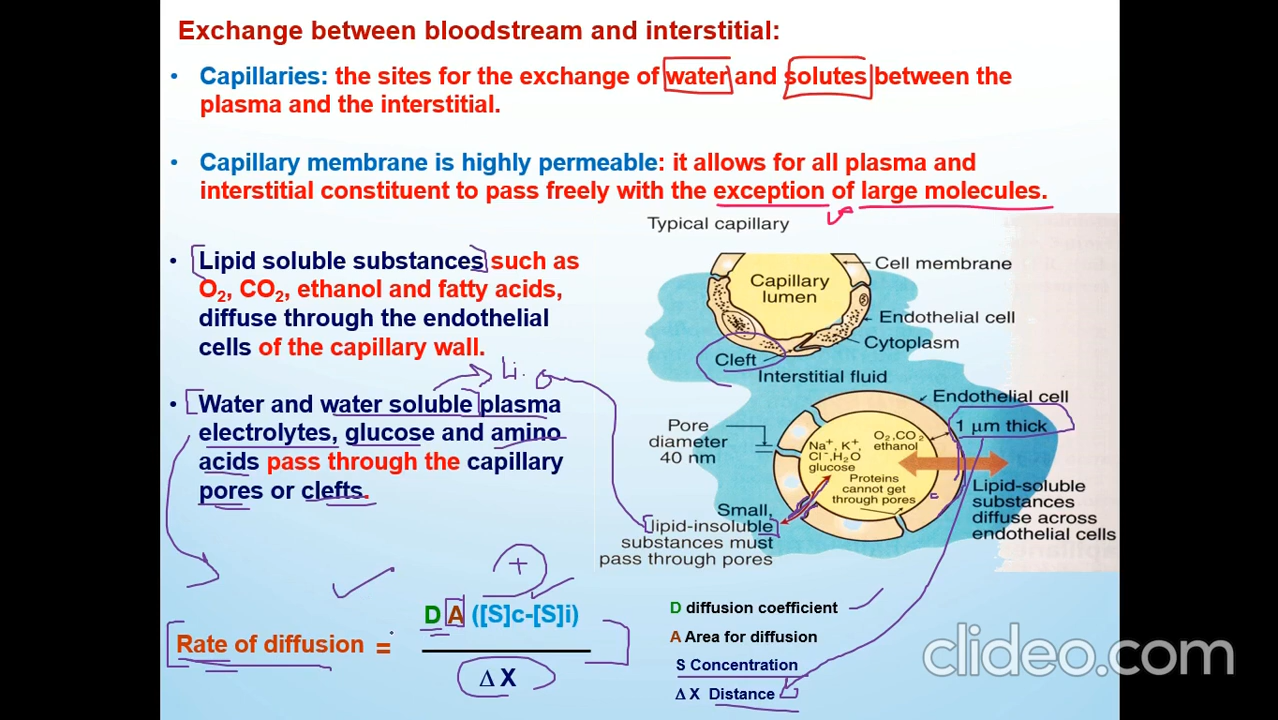 Exchange between bloodstream and interstitial:
• Capillaries: the sites for the exchange of water and solutes between the
plasma and the interstitial.
• Capillary membrane is highly permeable: it allows for all plasma and
interstitial constituent to pass freely with the exception of large molecules.
Typical capillary
• Lipid soluble substances such as
O₂, CO₂, ethanol and fatty acids,
diffuse through the endothelial
cells of the capillary wall.
Li.
• Water and water soluble plasma
electrolytes, glucose and amino
acids pass through the capillary
pores or clefts.
Cell membrane
Capillary
lumen
Endothelial cell
Cytoplasm
Cleft
Interstitial fluid
Endothelial cell
1 μm thick
Pore
diameter
40 nm
Na⁺, K⁺,
Cl⁻, H₂O
glucose
O₂, CO₂
ethanol
Proteins
cannot get
through pores
Lipid-soluble
substances
diffuse across
endothelial cells
Small,
lipid-insoluble
substances must
pass through pores
+
Rate of diffusion =
D A ([S]c-[S]i)
Δ X
D diffusion coefficient
A Area for diffusion
S Concentration
Δ X Distance
clideo.com